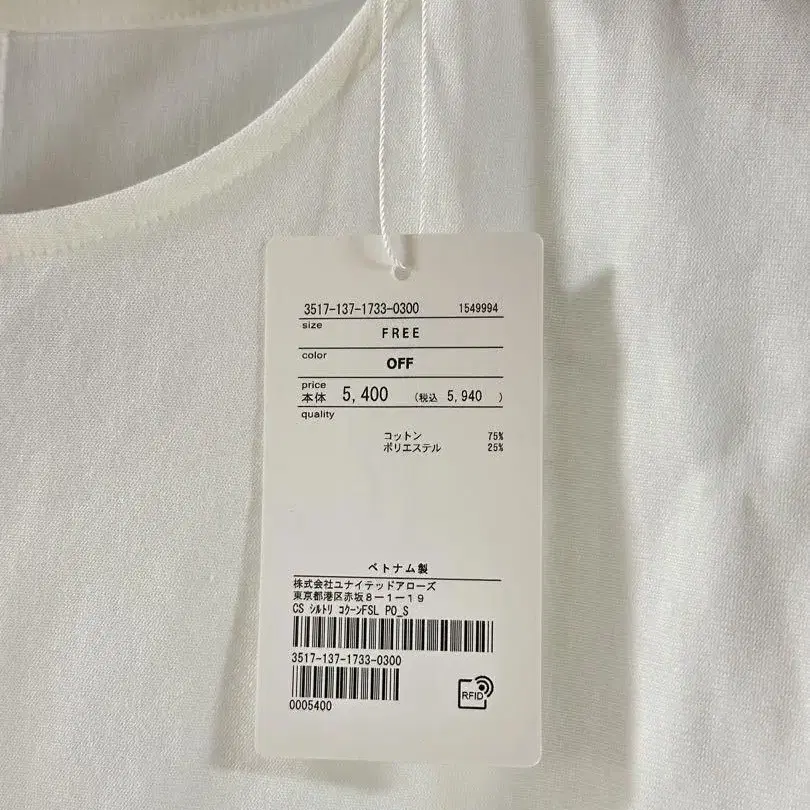 3517-137-1733-0300 1549994
size FREE
color OFF
price
本体 5,400 (税込 5,940 )
quality
コットン 75%
ポリエステル 25%
ベトナム製
株式会社ユナイテッドアローズ
東京都港区赤坂8-1-19
CS ｼﾙﾄﾘ ｺｸｰﾝFSL PO_S
3517-137-1733-0300
0005400
RFID